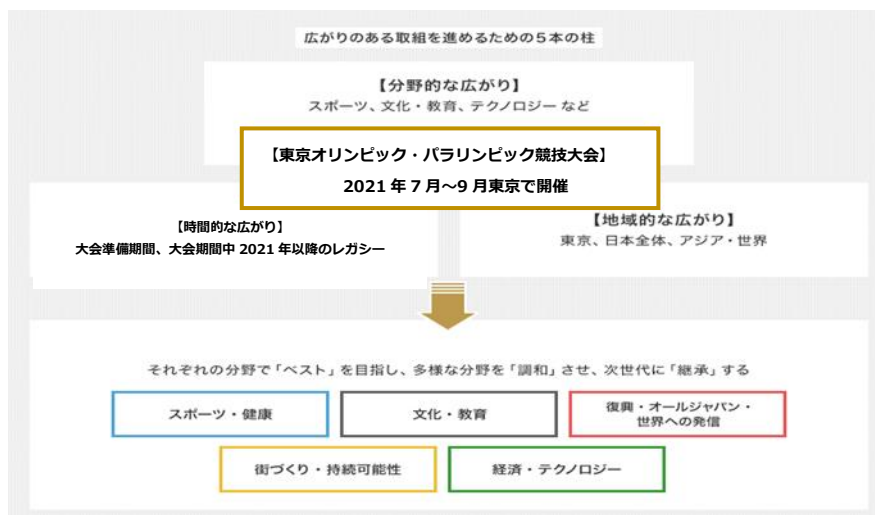 広がりのある取組を進めるための5本の柱
【分野的な広がり】
スポーツ、文化・教育、テクノロジー など
【東京オリンピック・パラリンピック競技大会】
2021 年 7 月~9 月東京で開催
【時間的な広がり】
大会準備期間、大会期間中 2021 年以降のレガシー
【地域的な広がり】
東京、日本全体、アジア・世界
それぞれの分野で「ベスト」を目指し、多様な分野を「調和」させ、次世代に「継承」する
スポーツ・健康
文化・教育
復興・オールジャパン・
世界への発信
街づくり・持続可能性
経済・テクノロジー